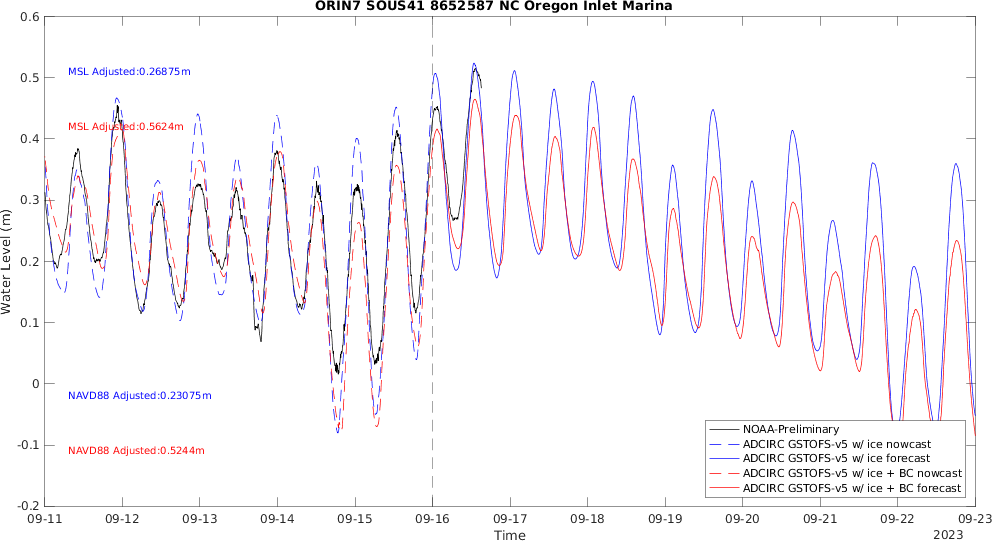 ORIN7 SOUS41 8652587 NC Oregon Inlet Marina
0.6
0.5
0.4
0.3
0.2
0.1
0
-0.1
-0.2
Water Level (m)
MSL Adjusted:0.26875m
MSL Adjusted:0.5624m
NAVD88 Adjusted:0.23075m
NAVD88 Adjusted:0.5244m
NOAA-Preliminary
ADCIRC GSTOFS-v5 w/ ice nowcast
ADCIRC GSTOFS-v5 w/ ice forecast
ADCIRC GSTOFS-v5 w/ ice + BC nowcast
ADCIRC GSTOFS-v5 w/ ice + BC forecast
09-11 09-12 09-13 09-14 09-15 09-16 09-17 09-18 09-19 09-20 09-21 09-22 09-23
Time
2023